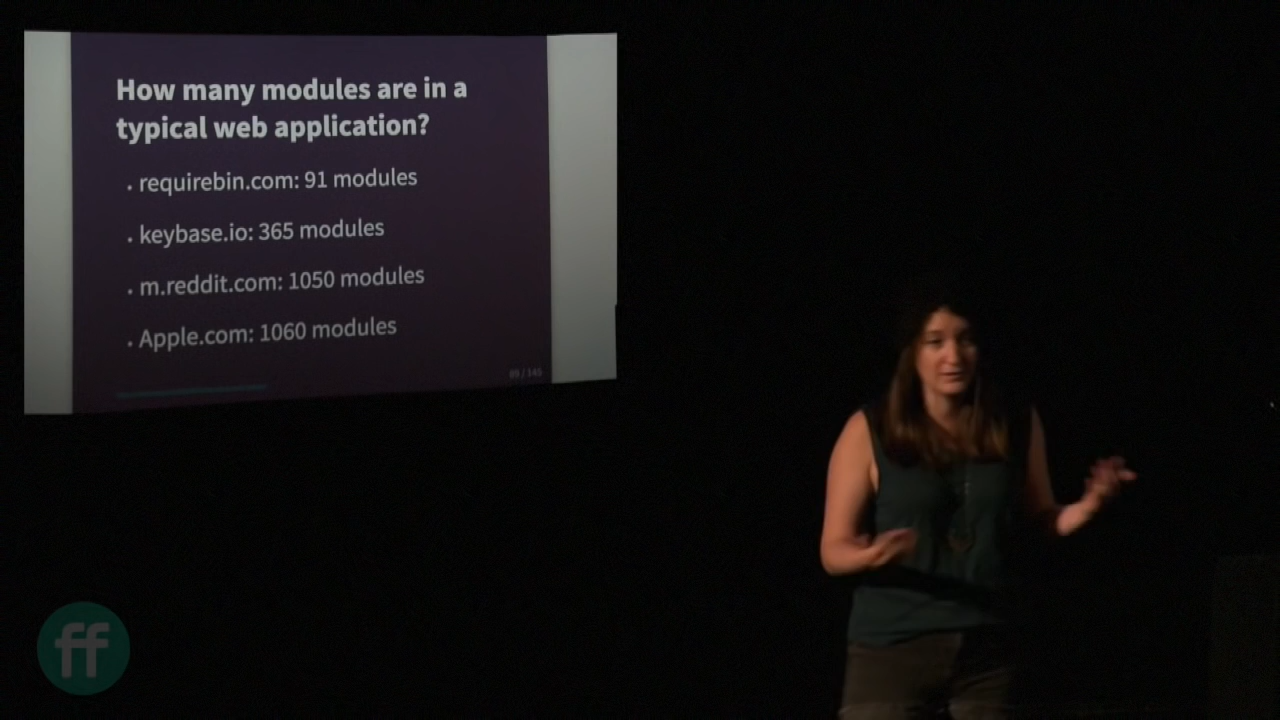 How many modules are in a
typical web application?
• requirebin.com: 91 modules
• keybase.io: 365 modules
• m.reddit.com: 1050 modules
• Apple.com: 1060 modules
ff